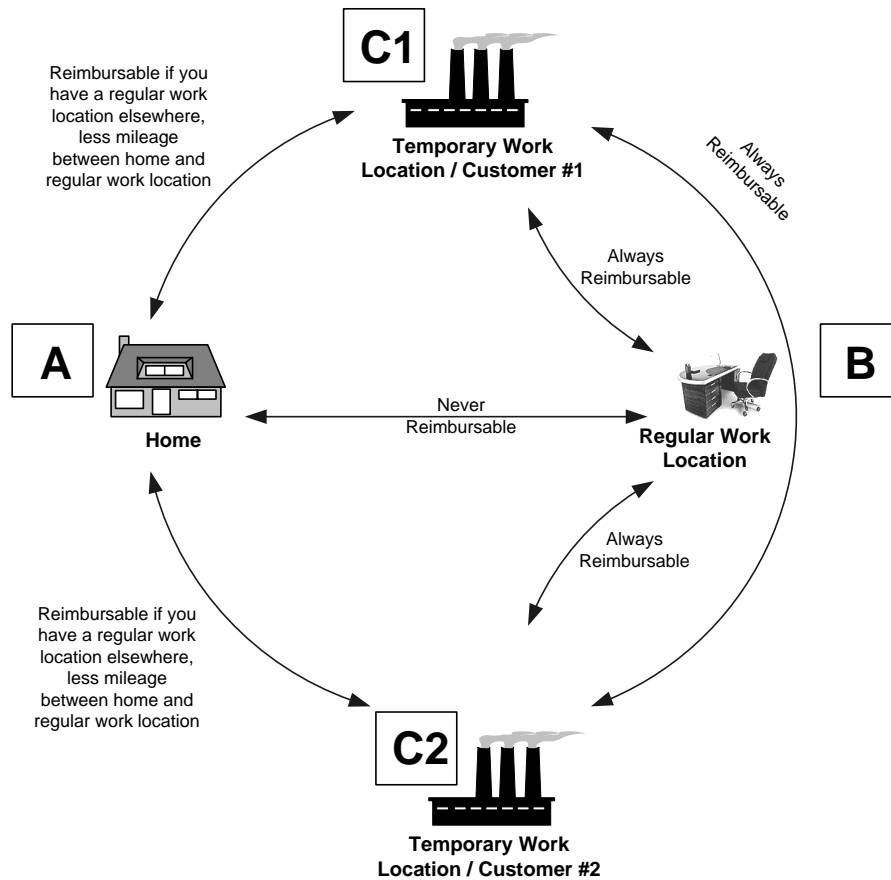 C1
Reimbursable if you
have a regular work
location elsewhere,
less mileage
between home and
regular work location
Temporary Work
Location / Customer #1
Always
Reimbursable
Always
Reimbursable
A
B
Never
Reimbursable
Home
Regular Work
Location
Always
Reimbursable
Reimbursable if you
have a regular work
location elsewhere,
less mileage
between home and
regular work location
C2
Temporary Work
Location / Customer #2